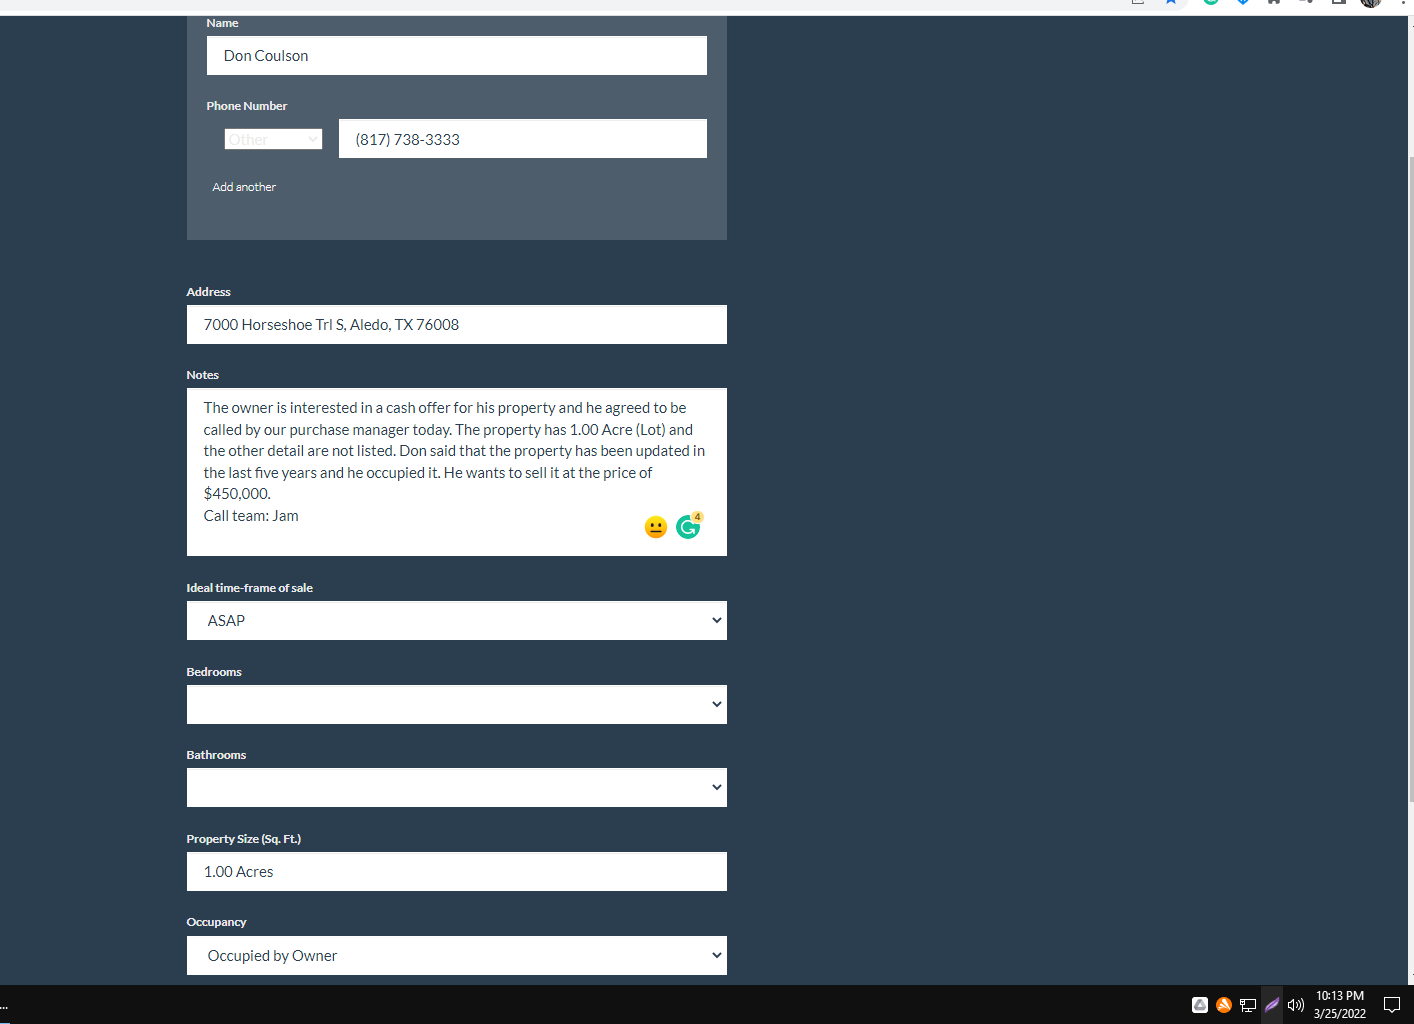 Name
Don Coulson
Phone Number
Other
(817) 738-3333
Add another
Address
7000 Horseshoe Trl S, Aledo, TX 76008
Notes
The owner is interested in a cash offer for his property and he agreed to be
called by our purchase manager today. The property has 1.00 Acre (Lot) and
the other detail are not listed. Don said that the property has been updated in
the last five years and he occupied it. He wants to sell it at the price of
$450,000.
Call team: Jam
4
Ideal time-frame of sale
ASAP
Bedrooms
Bathrooms
Property Size (Sq. Ft.)
1.00 Acres
Occupancy
Occupied by Owner
...
10:13 PM
3/25/2022